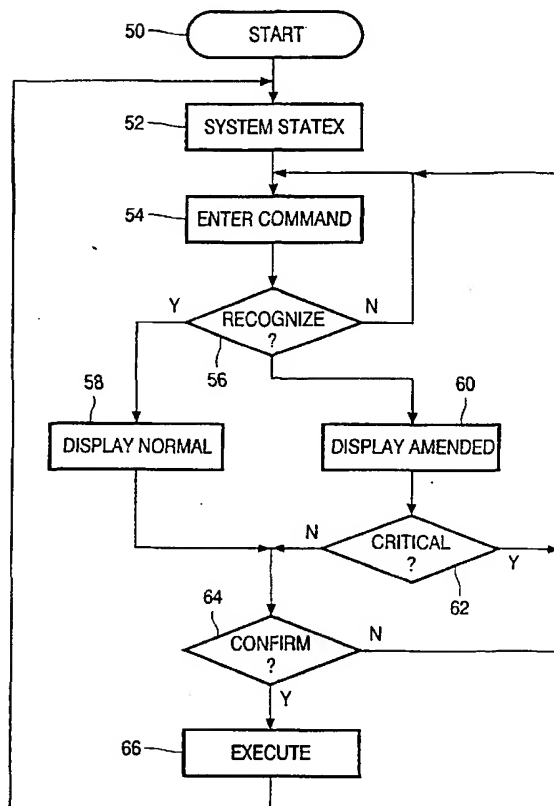 50
START
52
SYSTEM STATEX
54
ENTER COMMAND
Y
RECOGNIZE
?
N
56
58
DISPLAY NORMAL
60
DISPLAY AMENDED
N
CRITICAL
?
Y
62
64
CONFIRM
?
N
Y
66
EXECUTE